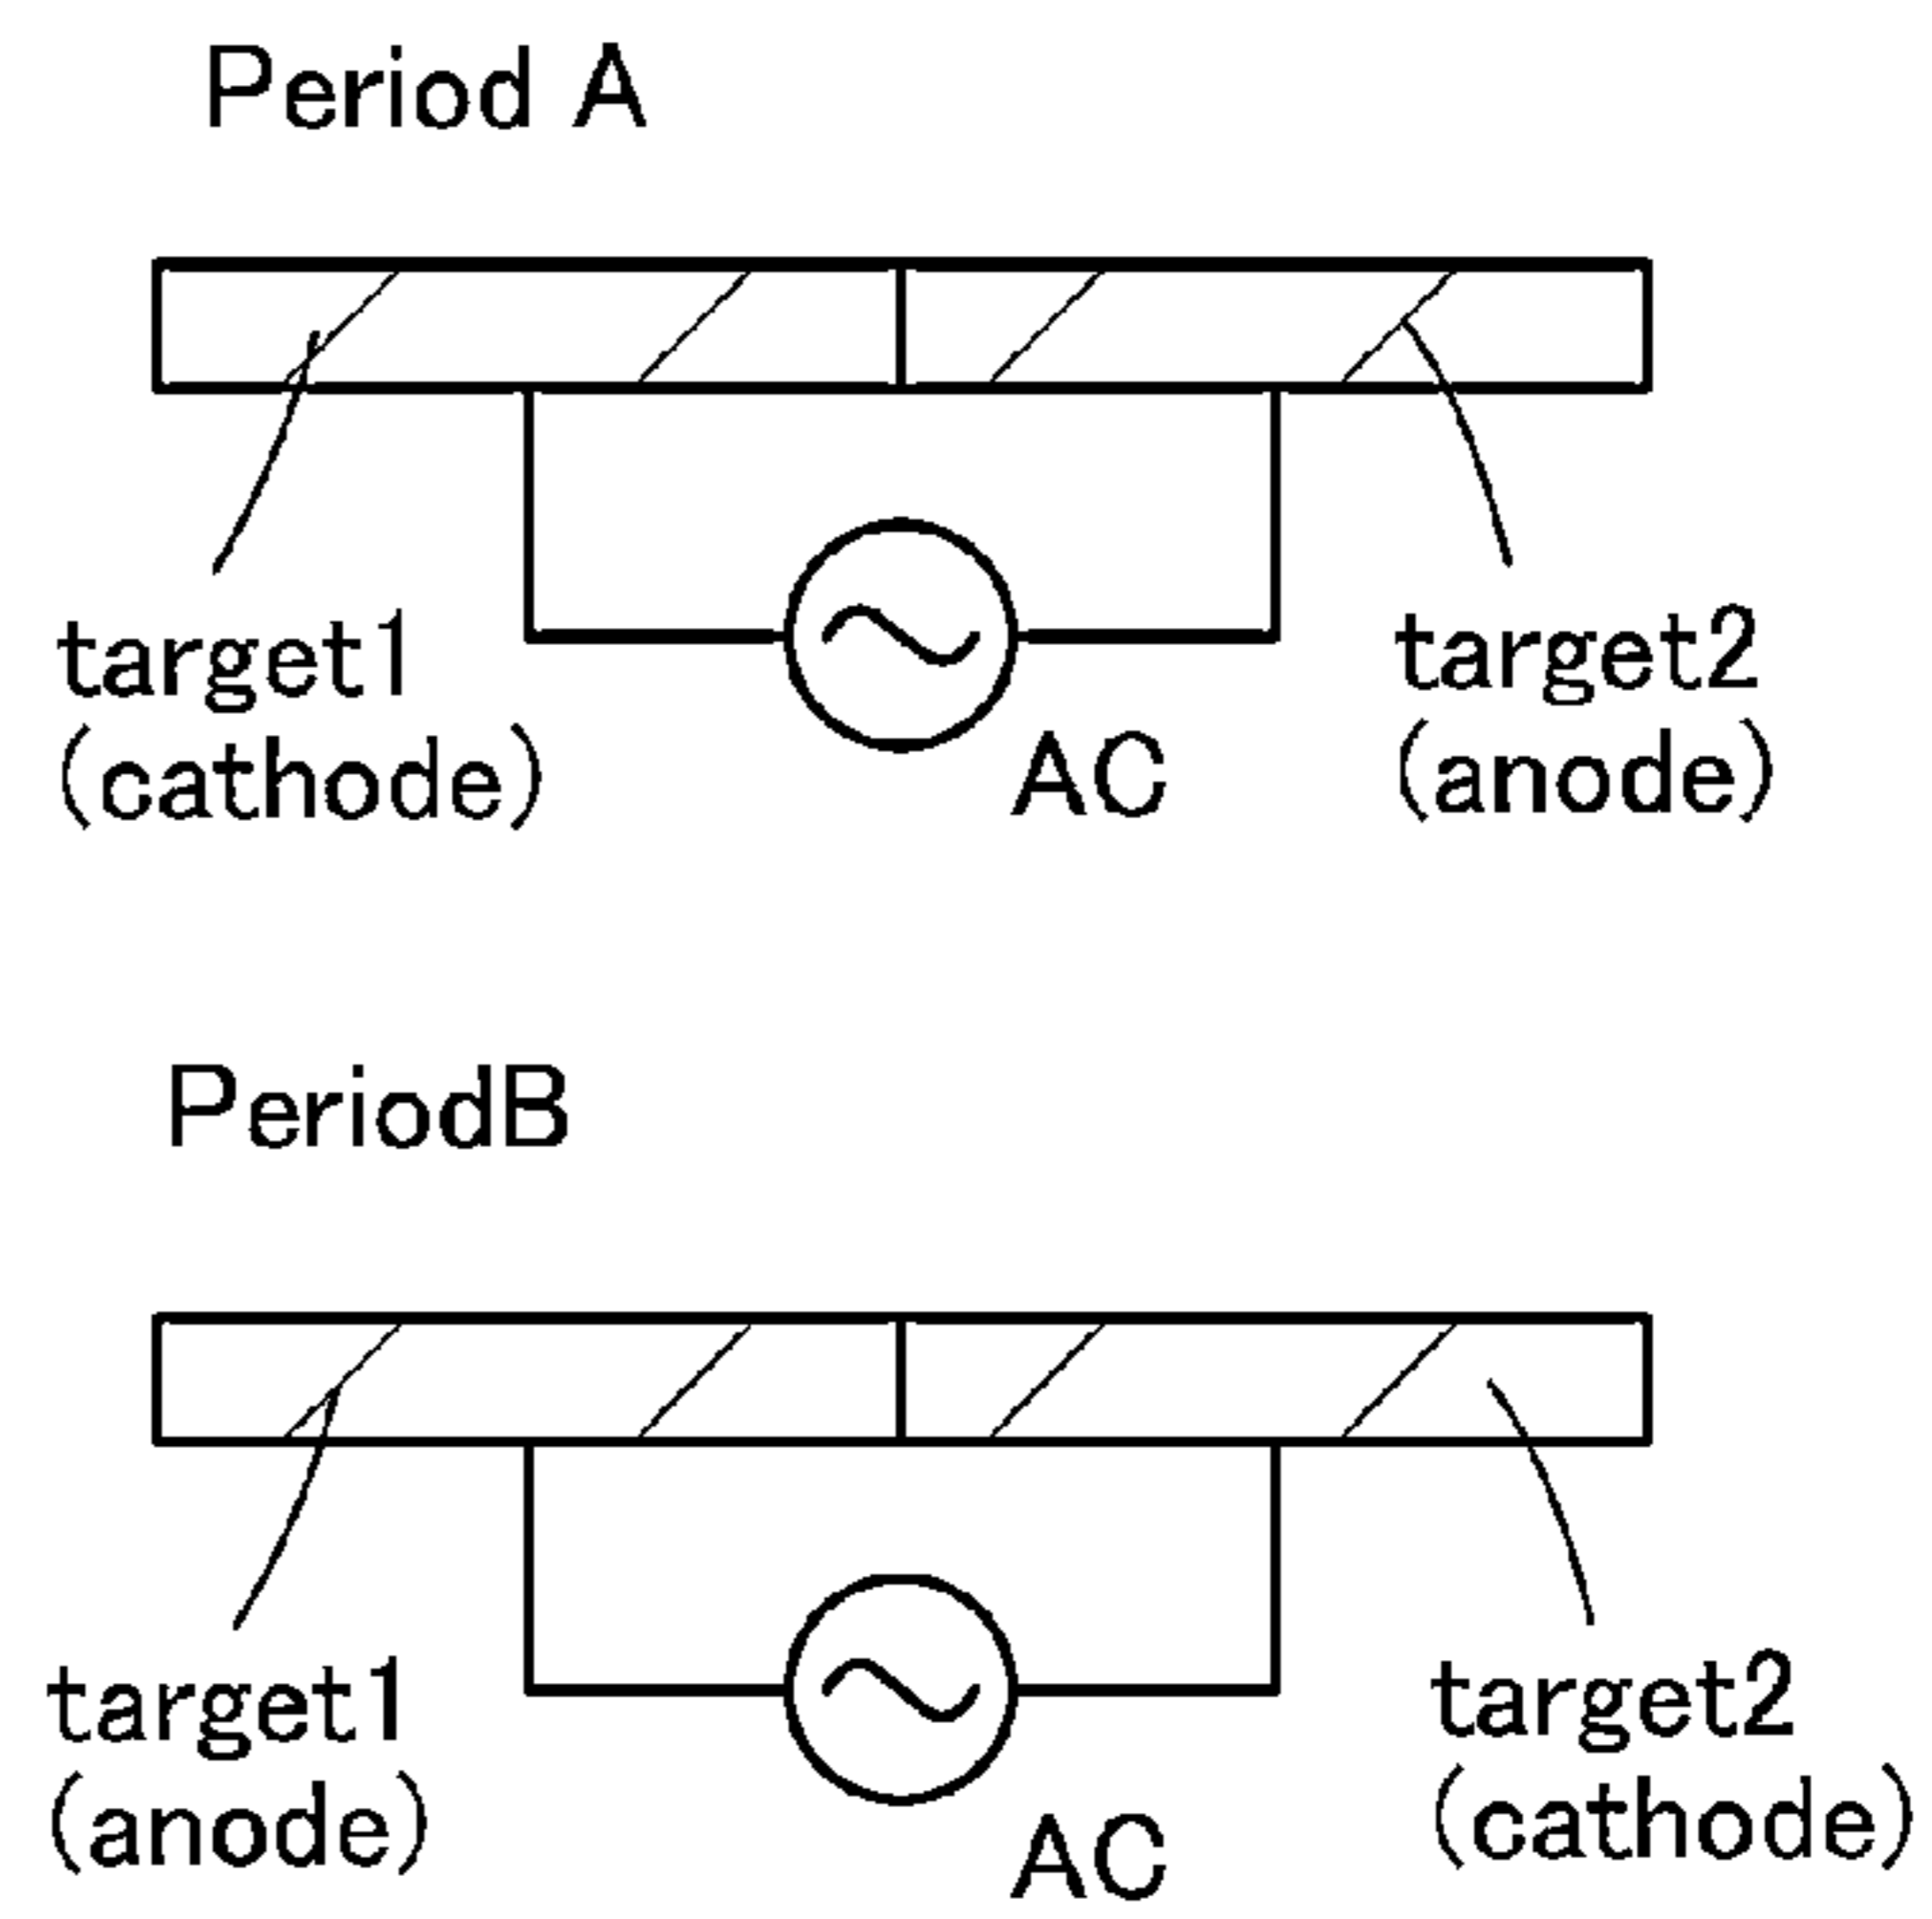 Period A
target1
(cathode)
AC
target2
(anode)
PeriodB
target1
(anode)
AC
target2
(cathode)